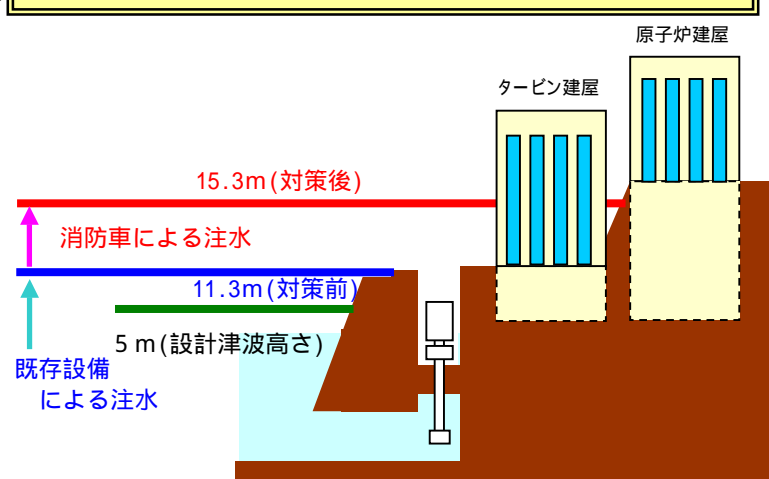 原子炉建屋
タービン建屋
15.3m(対策後)
消防車による注水
11.3m(対策前)
5m(設計津波高さ)
既存設備
による注水